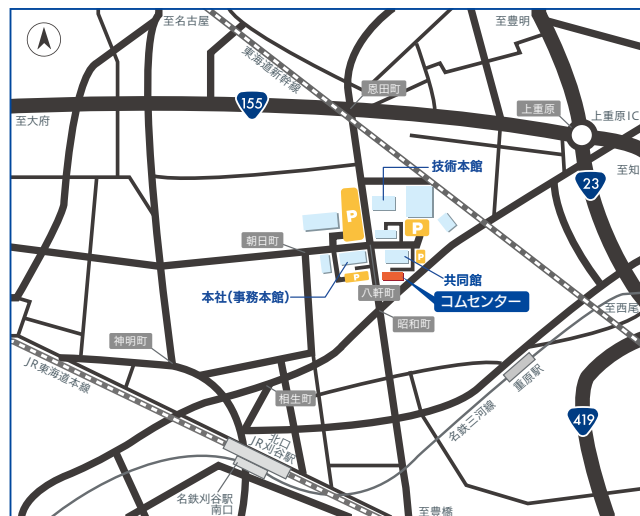 至名古屋
至豊明
東海道新幹線
恩田町
155
上重原
上重原IC
至大府
技術本館
至知
23
P
P
朝日町
P
共同館
本社(事務本館)
P
八軒町
コムセンター
至西尾
昭和町
神明町
JR東海道本線
重原駅
相生町
名鉄三河線
419
北口
JR刈谷駅
名鉄刈谷駅
南口
至豊橋